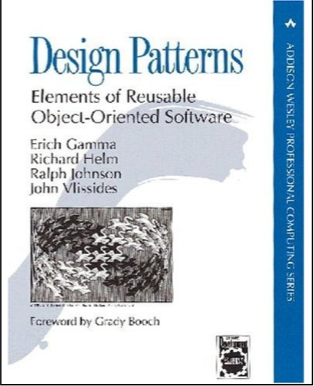 Design Patterns
Elements of Reusable
Object-Oriented Software
Erich Gamma
Richard Helm
Ralph Johnson
John Vlissides
Foreword by Grady Booch
ADDISON WESLEY PROFESSIONAL COMPUTING SERIES